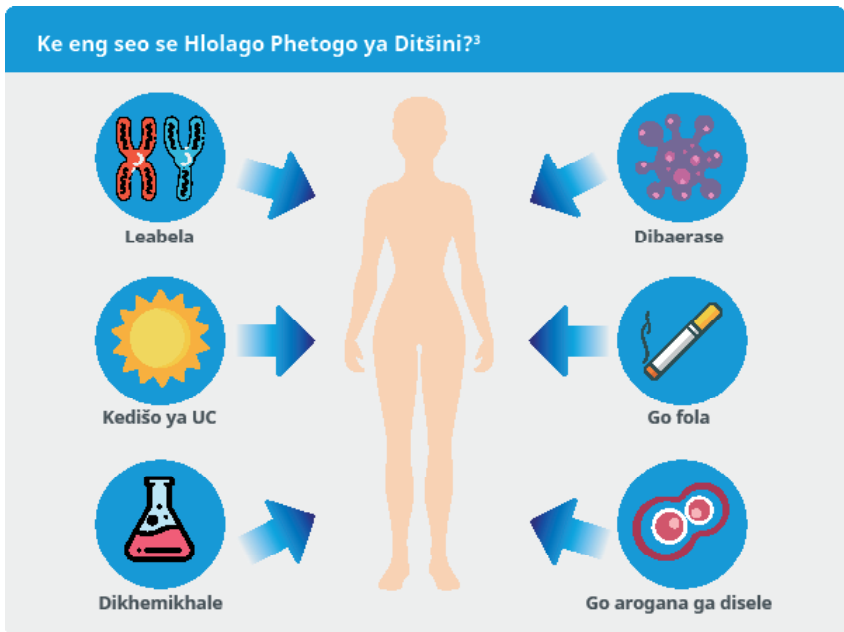 Ke eng seo se Hlolago Phetogo ya Ditšini?³
Leabela
Dibaerase
Kedišo ya UC
Go fola
Dikhemikhale
Go arogana ga disele